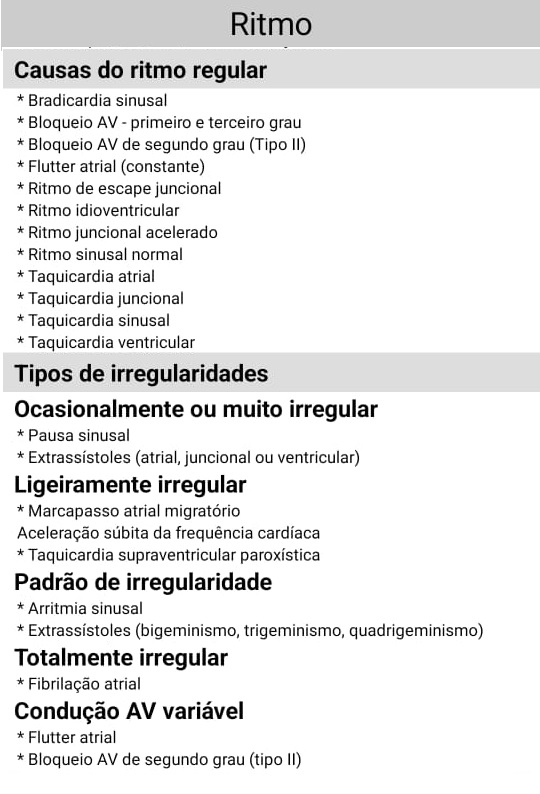 Ritmo
Causas do ritmo regular
* Bradicardia sinusal
* Bloqueio AV - primeiro e terceiro grau
* Bloqueio AV de segundo grau (Tipo II)
* Flutter atrial (constante)
* Ritmo de escape juncional
* Ritmo idioventricular
* Ritmo juncional acelerado
* Ritmo sinusal normal
* Taquicardia atrial
* Taquicardia juncional
* Taquicardia sinusal
* Taquicardia ventricular
Tipos de irregularidades
Ocasionalmente ou muito irregular
* Pausa sinusal
* Extrassístoles (atrial, juncional ou ventricular)
Ligeiramente irregular
* Marcapasso atrial migratório
Aceleração súbita da frequência cardíaca
* Taquicardia supraventricular paroxística
Padrão de irregularidade
* Arritmia sinusal
* Extrassístoles (bigeminismo, trigeminismo, quadrigeminismo)
Totalmente irregular
* Fibrilação atrial
Condução AV variável
* Flutter atrial
* Bloqueio AV de segundo grau (tipo II)